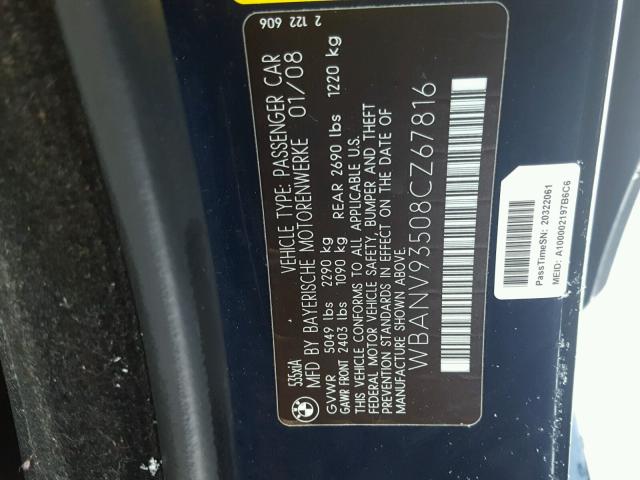 2 122 606
535xiA
VEHICLE TYPE: PASSENGER CAR
MFD BY BAYERISCHE MOTORENWERKE 01/08
GVWR 5049 lbs 2290 kg
GAWR FRONT 2403 lbs 1090 kg REAR 2690 lbs 1220 kg
THIS VEHICLE CONFORMS TO ALL APPLICABLE U.S.
FEDERAL MOTOR VEHICLE SAFETY, BUMPER AND THEFT
PREVENTION STANDARDS IN EFFECT ON THE DATE OF
MANUFACTURE SHOWN ABOVE.
WBANV93508CZ67816
PassTimeSN: 20322061
MEID: A100002197B6C6